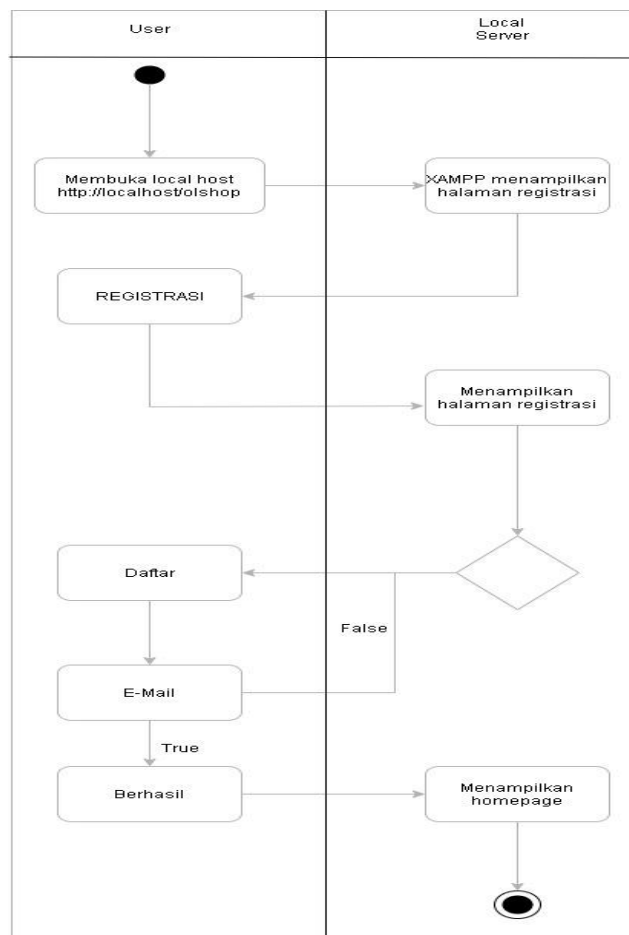 User
Local
Server
Membuka local host
http://localhost/olshop
XAMPP menampilkan
halaman registrasi
REGISTRASI
Menampilkan
halaman registrasi
Daftar
False
E-Mail
True
Berhasil
Menampilkan
homepage